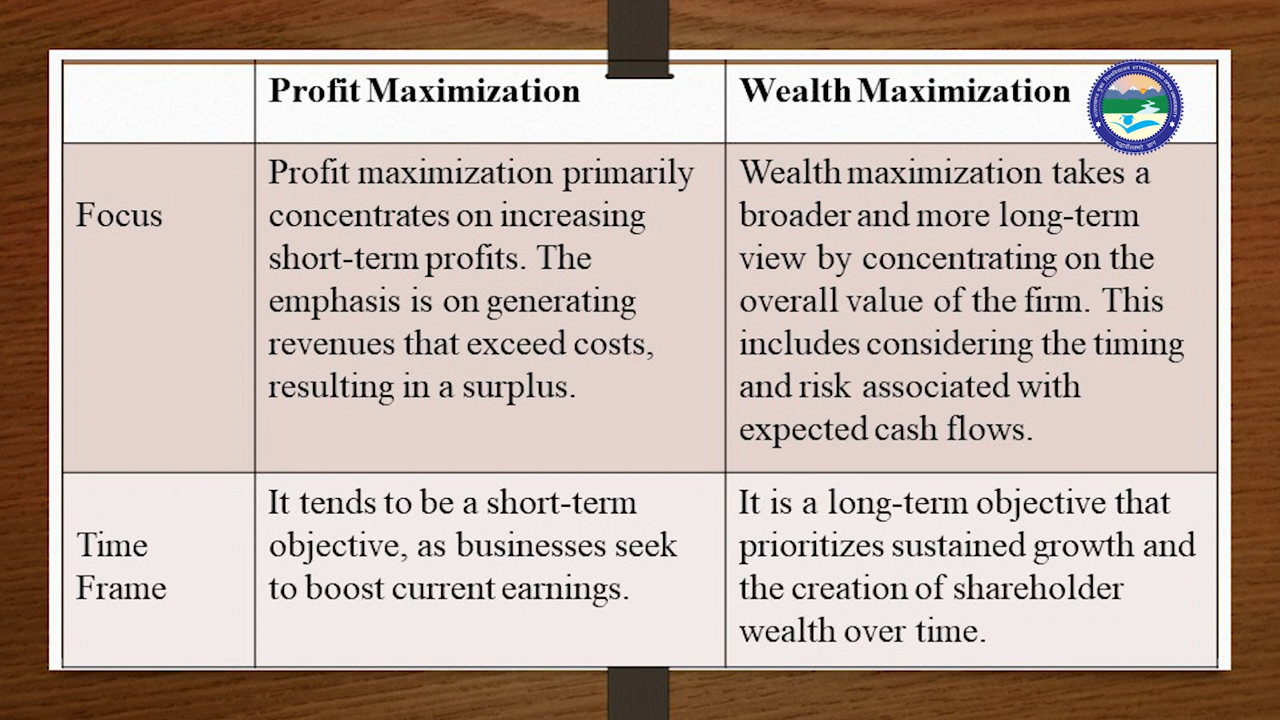 Profit Maximization
Wealth Maximization
Focus
Profit maximization primarily
concentrates on increasing
short-term profits. The
emphasis is on generating
revenues that exceed costs,
resulting in a surplus.
Wealth maximization takes a
broader and more long-term
view by concentrating on the
overall value of the firm. This
includes considering the timing
and risk associated with
expected cash flows.
Time
Frame
It tends to be a short-term
objective, as businesses seek
to boost current earnings.
It is a long-term objective that
prioritizes sustained growth and
the creation of shareholder
wealth over time.